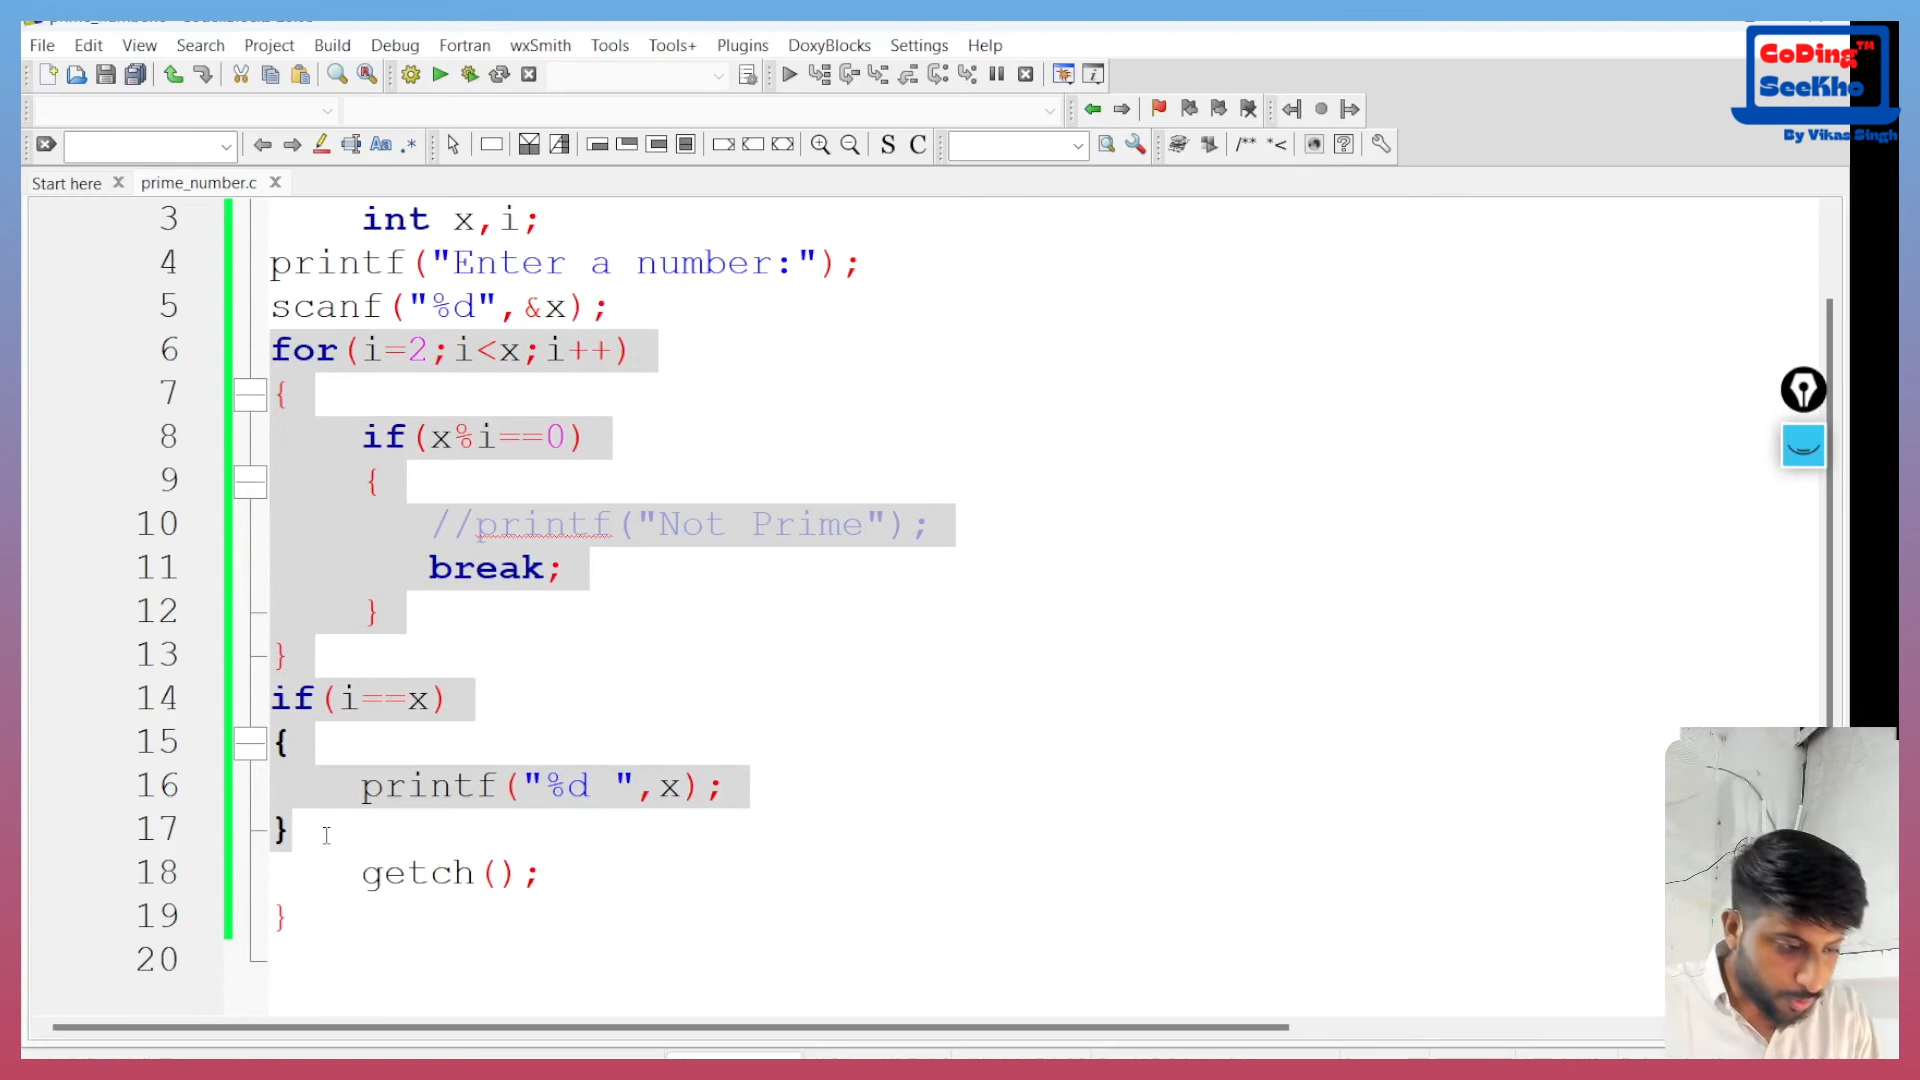 File Edit View Search Project Build Debug Fortran wxSmith Tools Tools+ Plugins DoxyBlocks Settings Help
CoDing™
SeeKho
By Vikas Singh
S C
Start here prime_number.c
3 int x,i;
4 printf("Enter a number:");
5 scanf("%d",&x);
6 for(i=2;i<x;i++)
7 {
8 if(x%i==0)
9 {
10 //printf("Not Prime");
11 break;
12 }
13 }
14 if(i==x)
15 {
16 printf("%d ",x);
17 }
18 getch();
19 }
20